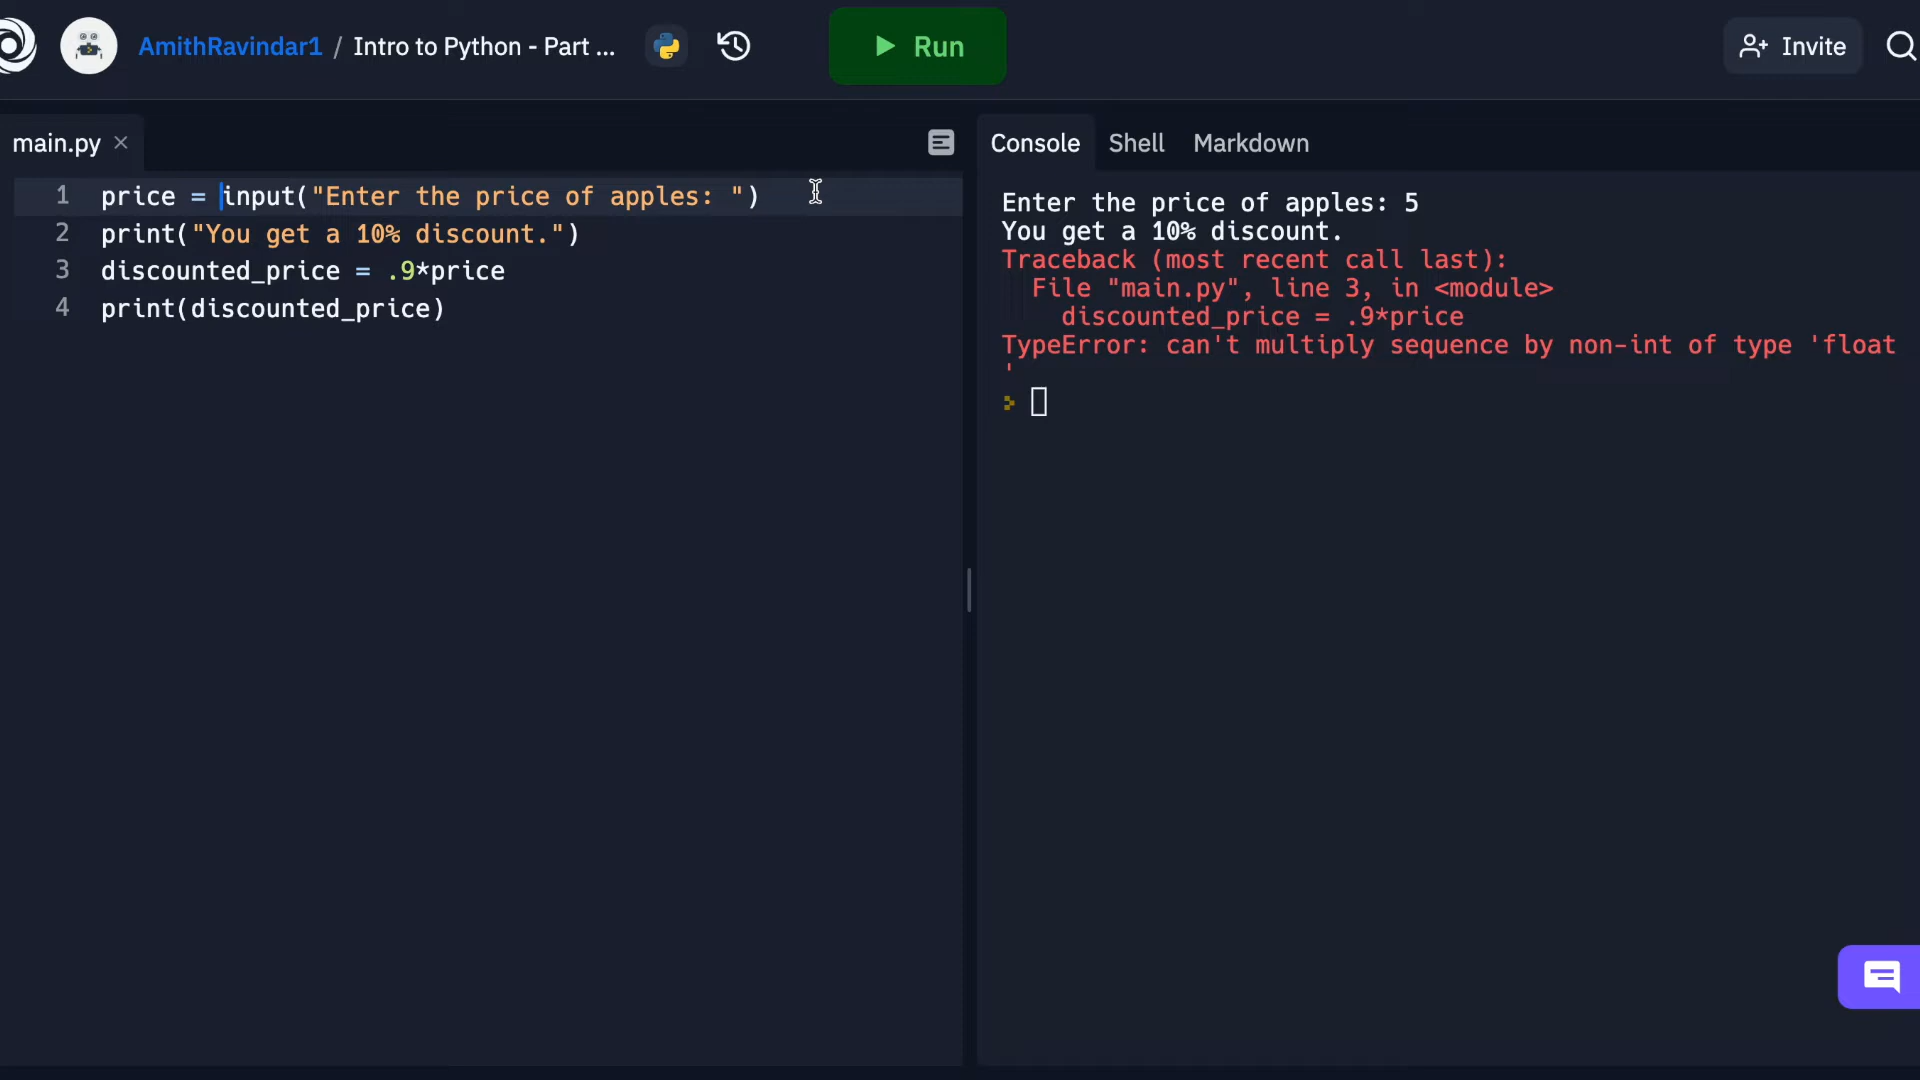 AmithRavindar1 / Intro to Python - Part ...
Run
Invite
main.py
Console Shell Markdown
1 price = input("Enter the price of apples: ")
2 print("You get a 10% discount.")
3 discounted_price = .9*price
4 print(discounted_price)
Enter the price of apples: 5
You get a 10% discount.
Traceback (most recent call last):
File "main.py", line 3, in <module>
discounted_price = .9*price
TypeError: can't multiply sequence by non-int of type 'float
'